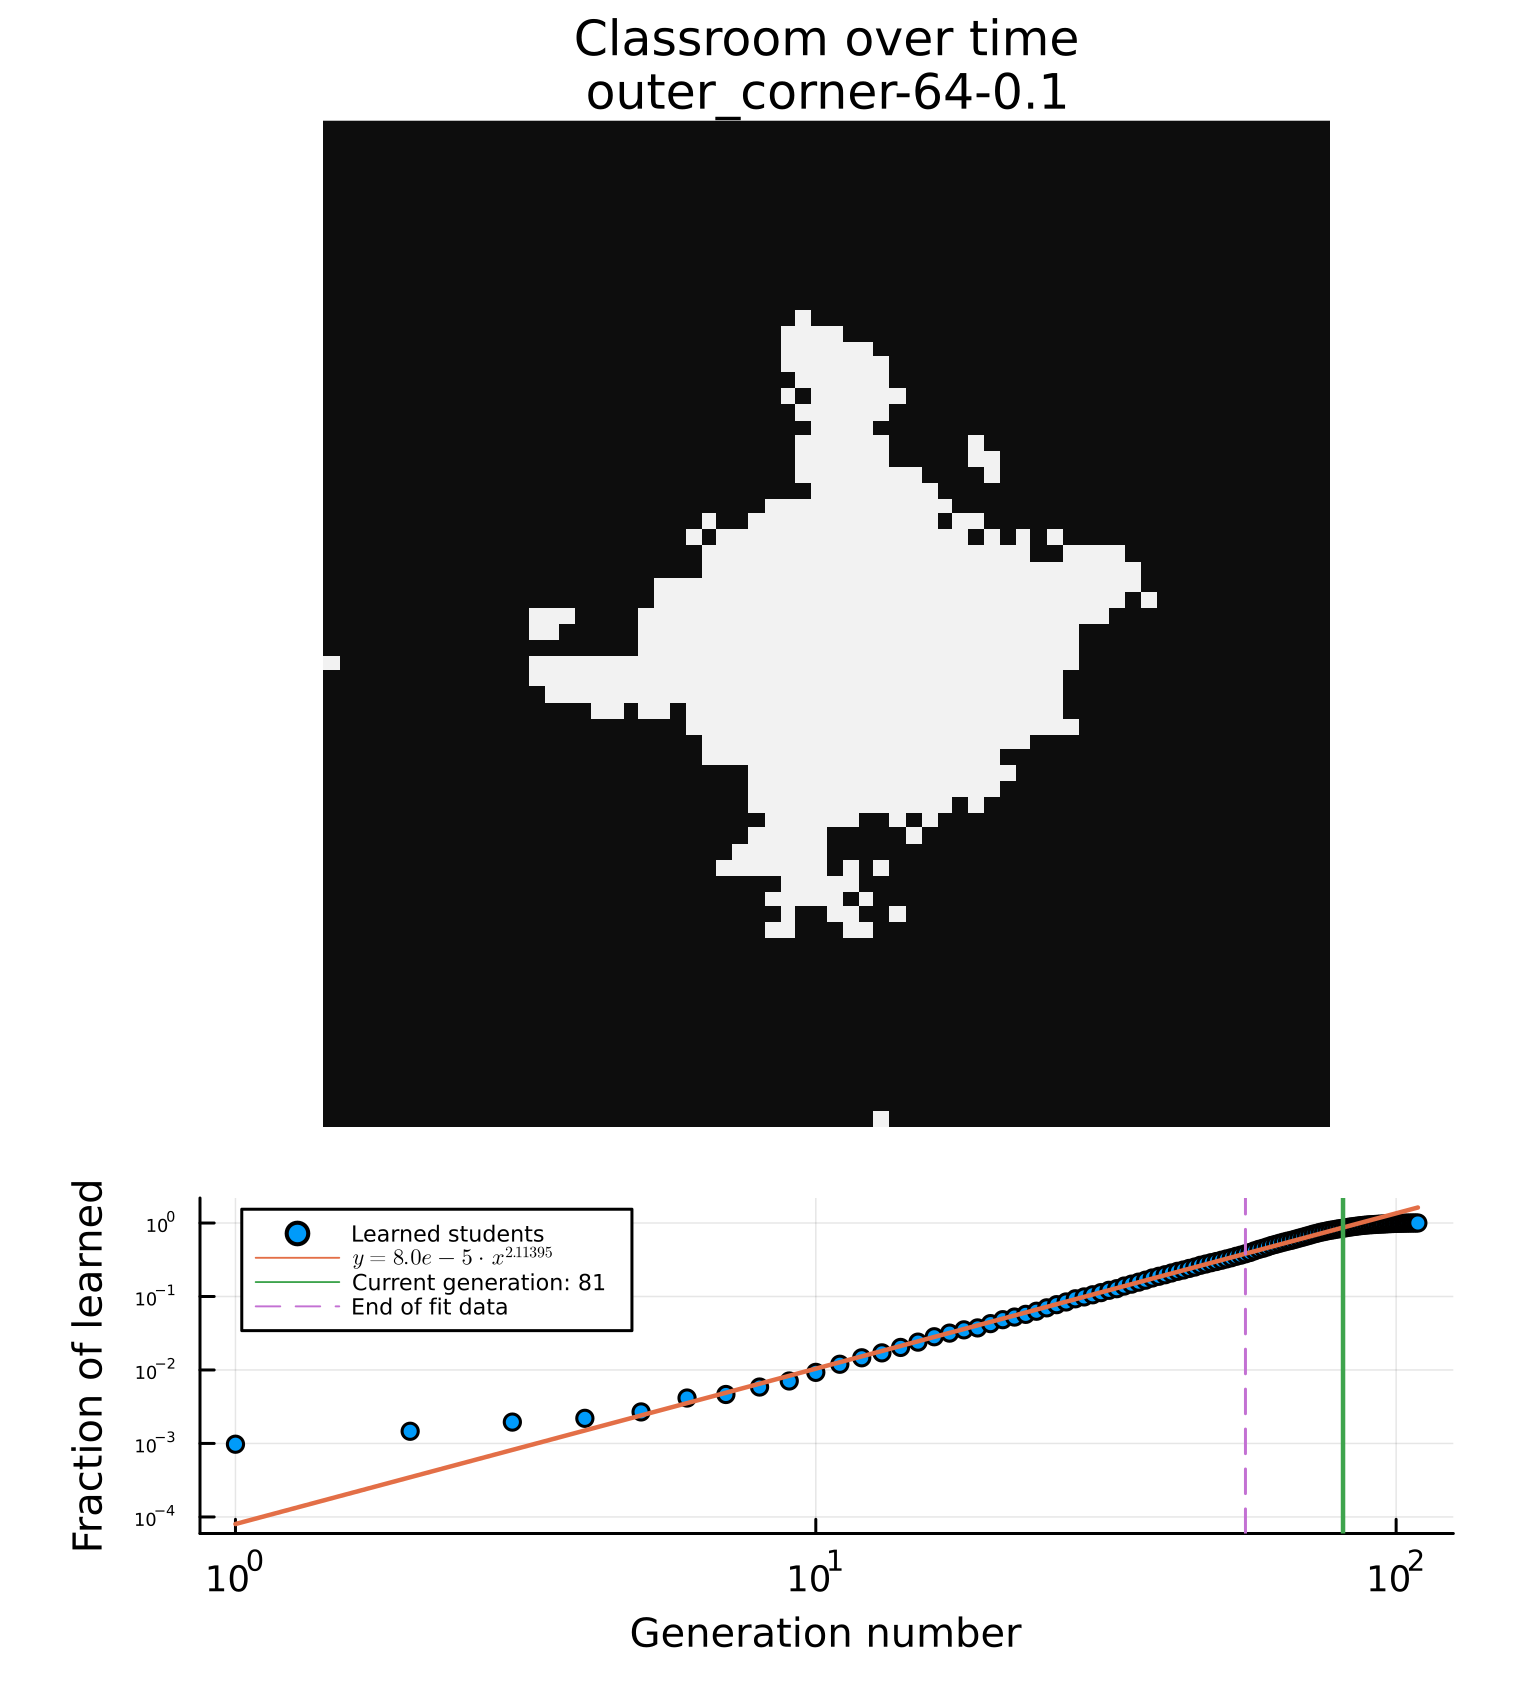 Classroom over time
outer_corner-64-0.1
Fraction of learned
10^0
10^-1
10^-2
10^-3
10^-4
Learned students
y = 8.0e − 5 · x^2.11395
Current generation: 81
End of fit data
10^0 10^1 10^2
Generation number